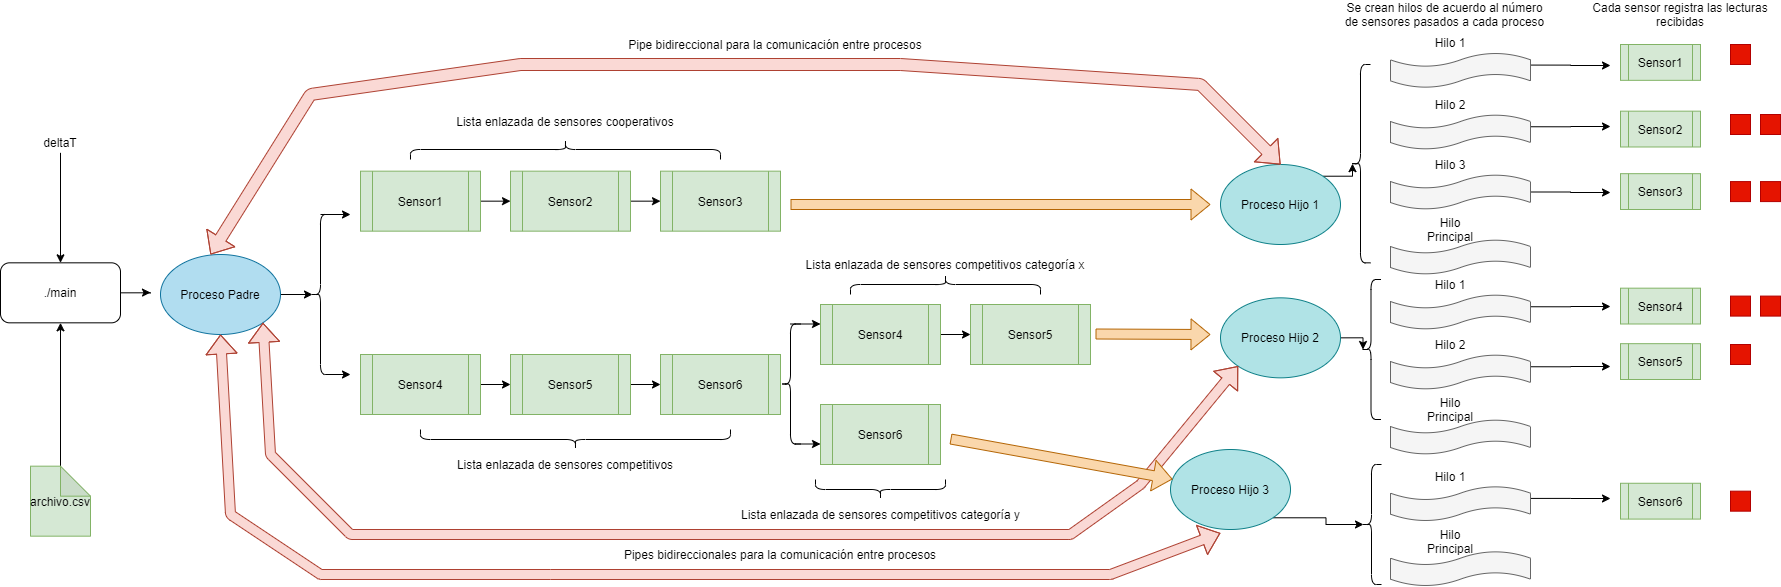 Se crean hilos de acuerdo al número
de sensores pasados a cada proceso
Cada sensor registra las lecturas
recibidas
Pipe bidireccional para la comunicación entre procesos
Hilo 1
Sensor1
Hilo 2
Sensor2
Lista enlazada de sensores cooperativos
deltaT
Hilo 3
Sensor3
Sensor1
Sensor2
Sensor3
Proceso Hijo 1
Hilo
Principal
Lista enlazada de sensores competitivos categoría x
./main
Proceso Padre
Hilo 1
Sensor4
Sensor4
Sensor5
Proceso Hijo 2
Hilo 2
Sensor5
Sensor4
Sensor5
Sensor6
Hilo
Principal
Sensor6
Lista enlazada de sensores competitivos
Hilo 1
Proceso Hijo 3
Sensor6
archivo.csv
Lista enlazada de sensores competitivos categoría y
Hilo
Principal
Pipes bidireccionales para la comunicación entre procesos